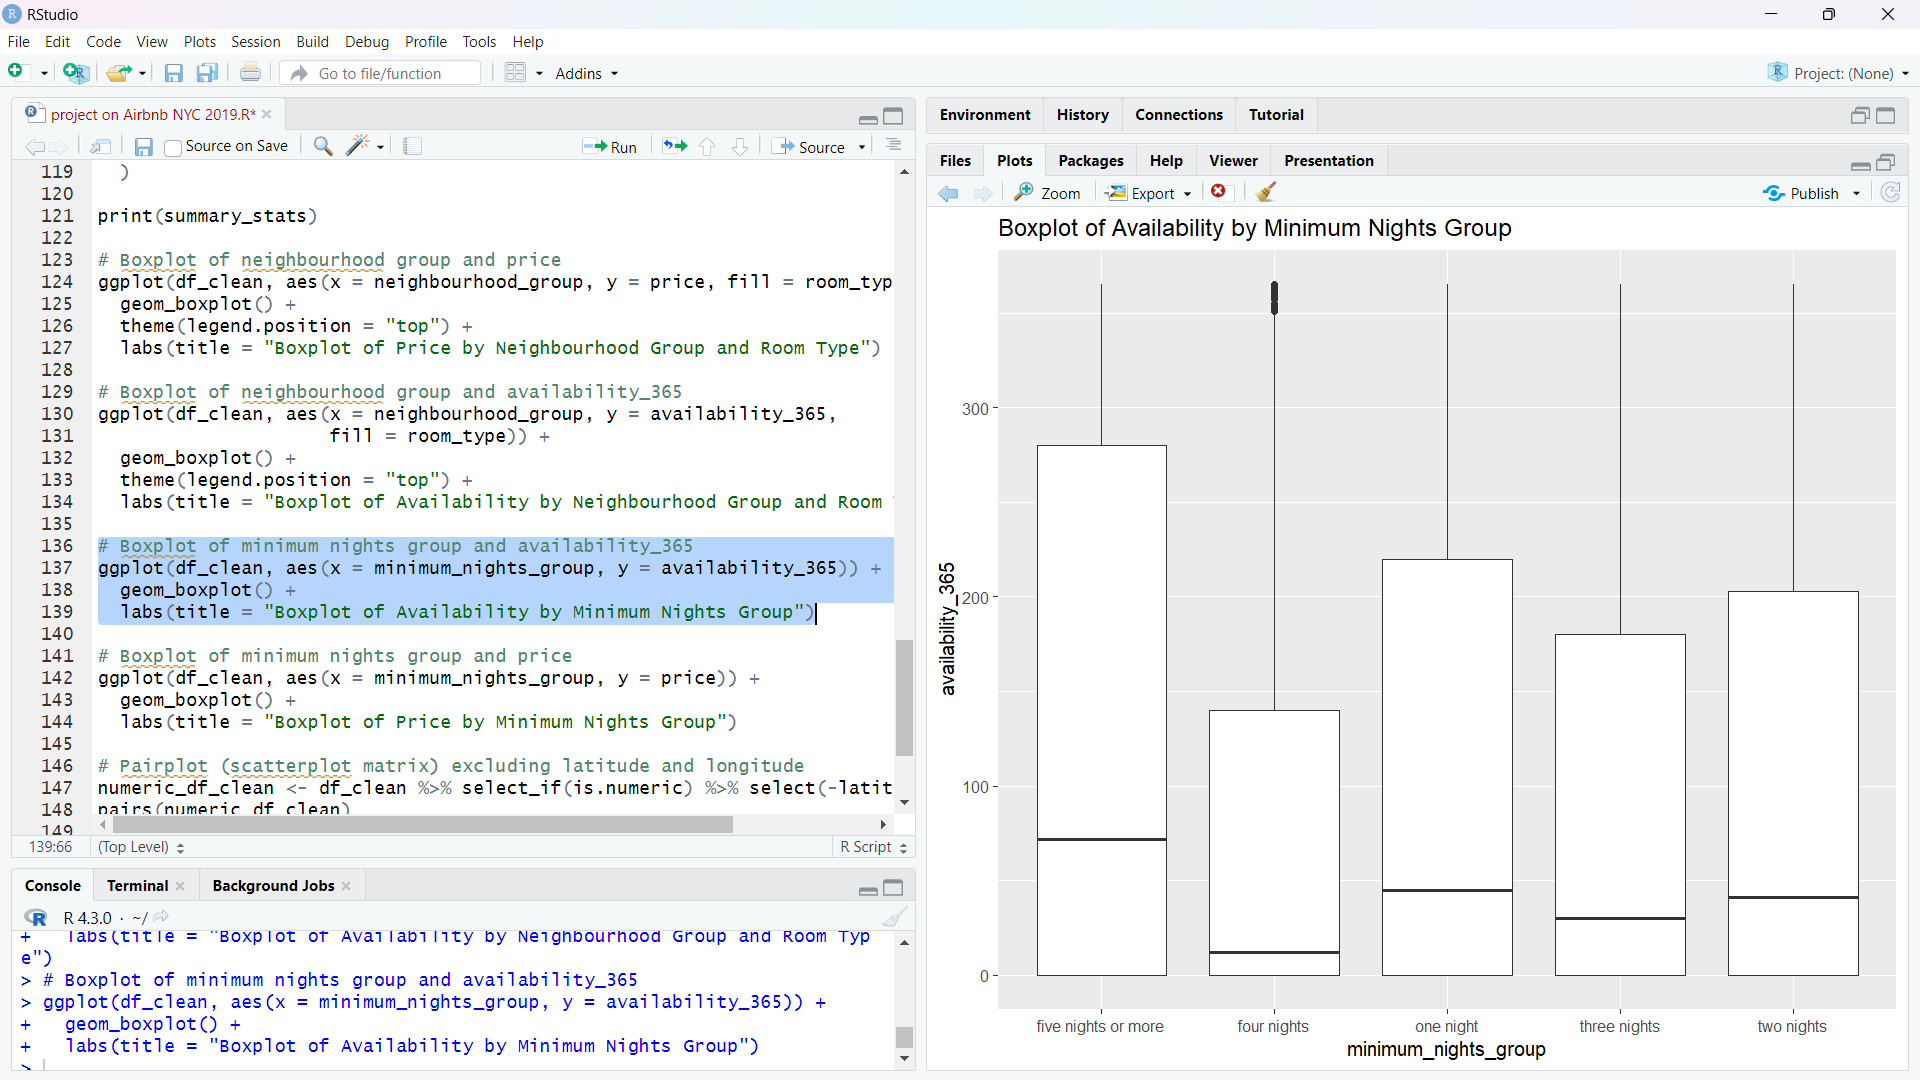 RStudio
File Edit Code View Plots Session Build Debug Profile Tools Help
Go to file/function Addins Project: (None)
project on Airbnb NYC 2019.R*
Source on Save Run Source
119 )
120
121 print(summary_stats)
122
123 # Boxplot of neighbourhood group and price
124 ggplot(df_clean, aes(x = neighbourhood_group, y = price, fill = room_typ
125 geom_boxplot() +
126 theme(legend.position = "top") +
127 labs(title = "Boxplot of Price by Neighbourhood Group and Room Type")
128
129 # Boxplot of neighbourhood group and availability_365
130 ggplot(df_clean, aes(x = neighbourhood_group, y = availability_365,
131 fill = room_type)) +
132 geom_boxplot() +
133 theme(legend.position = "top") +
134 labs(title = "Boxplot of Availability by Neighbourhood Group and Room
135
136 # Boxplot of minimum nights group and availability_365
137 ggplot(df_clean, aes(x = minimum_nights_group, y = availability_365)) +
138 geom_boxplot() +
139 labs(title = "Boxplot of Availability by Minimum Nights Group")
140
141 # Boxplot of minimum nights group and price
142 ggplot(df_clean, aes(x = minimum_nights_group, y = price)) +
143 geom_boxplot() +
144 labs(title = "Boxplot of Price by Minimum Nights Group")
145
146 # Pairplot (scatterplot matrix) excluding latitude and longitude
147 numeric_df_clean <- df_clean %>% select_if(is.numeric) %>% select(-latit
148 pairs(numeric_df_clean)
149
139:66 (Top Level) R Script
Console Terminal Background Jobs
R 4.3.0 · ~/
+ labs(title = "Boxplot of Availability by Neighbourhood Group and Room Typ
e")
> # Boxplot of minimum nights group and availability_365
> ggplot(df_clean, aes(x = minimum_nights_group, y = availability_365)) +
+ geom_boxplot() +
+ labs(title = "Boxplot of Availability by Minimum Nights Group")
>
Environment History Connections Tutorial
Files Plots Packages Help Viewer Presentation
Zoom Export Publish
Boxplot of Availability by Minimum Nights Group
300
200
100
0
availability_365
five nights or more four nights one night three nights two nights
minimum_nights_group